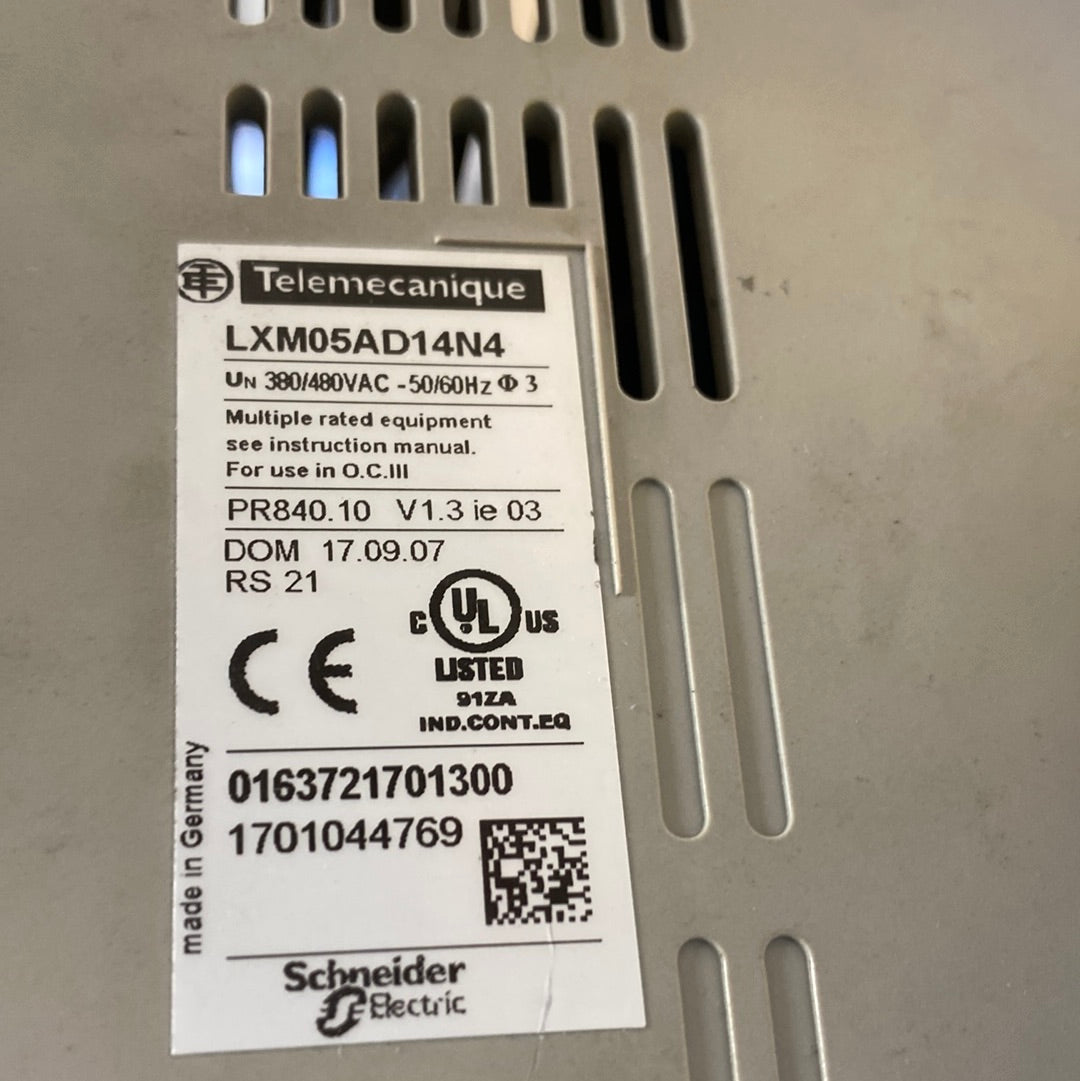 Telemecanique
LXM05AD14N4
UN 380/480VAC - 50/60Hz Φ 3
Multiple rated equipment
see instruction manual.
For use in O.C.III
PR840.10 V1.3 ie 03
DOM 17.09.07
RS 21
CE
C UL US
LISTED
91ZA
IND.CONT.EQ
made in Germany
0163721701300
1701044769
Schneider
Electric